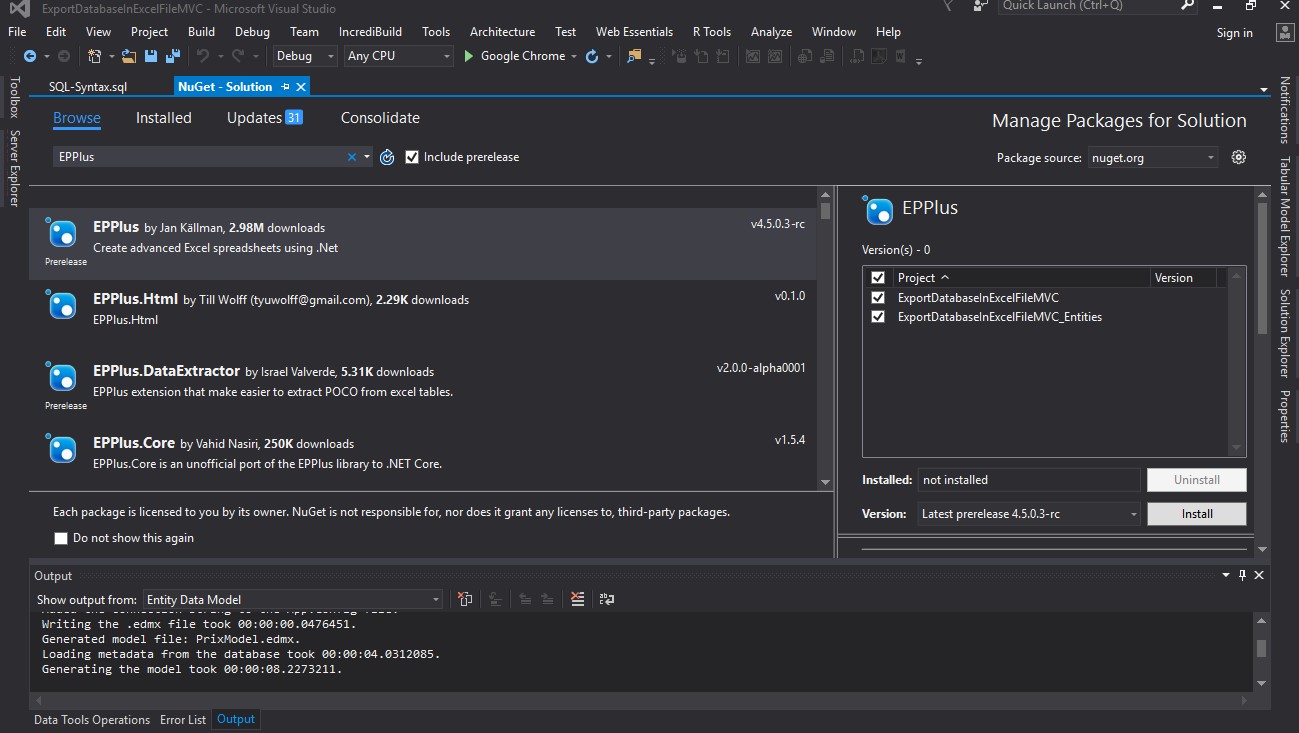 ExportDatabaseInExcelFileMVC - Microsoft Visual Studio
Quick Launch (Ctrl+Q)
File Edit View Project Build Debug Team IncrediBuild Tools Architecture Test Web Essentials R Tools Analyze Window Help Sign in
Debug Any CPU Google Chrome
SQL-Syntax.sql NuGet - Solution
Toolbox
Server Explorer
Browse Installed Updates 31 Consolidate
Manage Packages for Solution
EPPlus Include prerelease
Package source: nuget.org
EPPlus by Jan Källman, 2.98M downloads v4.5.0.3-rc
Create advanced Excel spreadsheets using .Net
Prerelease
EPPlus.Html by Till Wolff (tyuwolff@gmail.com), 2.29K downloads v0.1.0
EPPlus.Html
EPPlus.DataExtractor by Israel Valverde, 5.31K downloads v2.0.0-alpha0001
EPPlus extension that make easier to extract POCO from excel tables.
Prerelease
EPPlus.Core by Vahid Nasiri, 250K downloads v1.5.4
EPPlus.Core is an unofficial port of the EPPlus library to .NET Core.
Each package is licensed to you by its owner. NuGet is not responsible for, nor does it grant any licenses to, third-party packages.
Do not show this again
EPPlus
Version(s) - 0
Project Version
ExportDatabaseInExcelFileMVC
ExportDatabaseInExcelFileMVC_Entities
Installed: not installed Uninstall
Version: Latest prerelease 4.5.0.3-rc Install
Notifications
Tabular Model Explorer
Solution Explorer
Properties
Output
Show output from: Entity Data Model
Added the connection string to the App.Config file.
Writing the .edmx file took 00:00:00.0476451.
Generated model file: PrixModel.edmx.
Loading metadata from the database took 00:00:04.0312085.
Generating the model took 00:00:08.2273211.
Data Tools Operations Error List Output